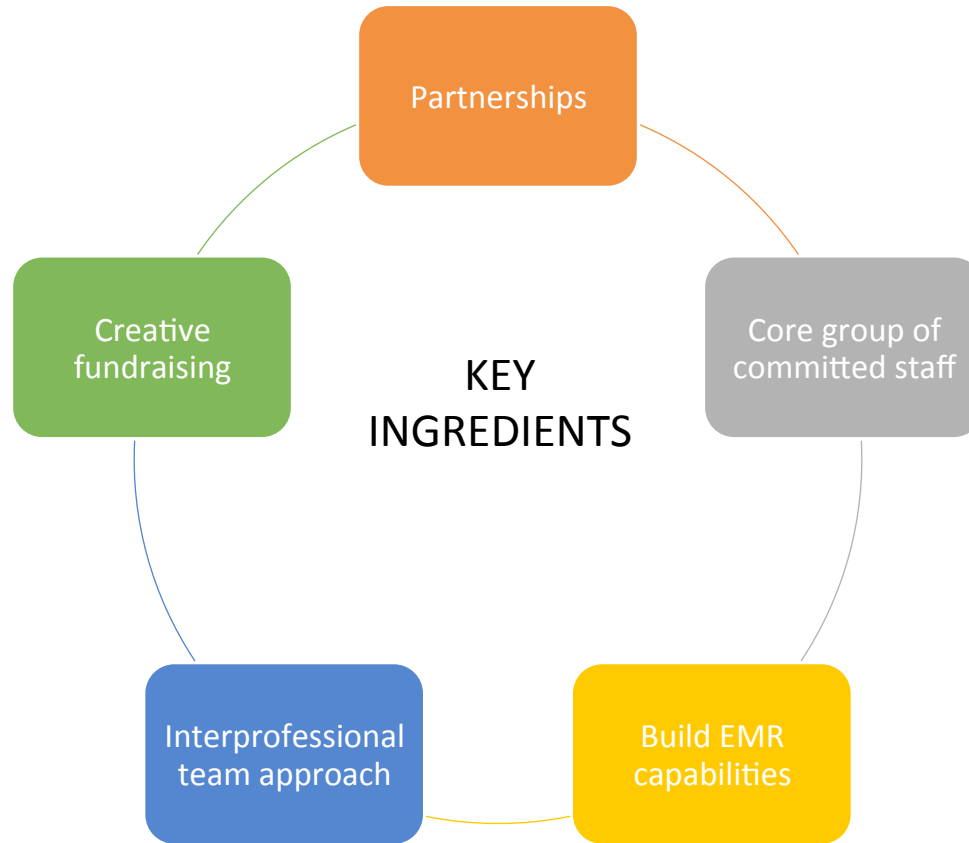 Partnerships
Core group of
committed staff
Build EMR
capabilities
Interprofessional
team approach
Creative
fundraising
KEY
INGREDIENTS